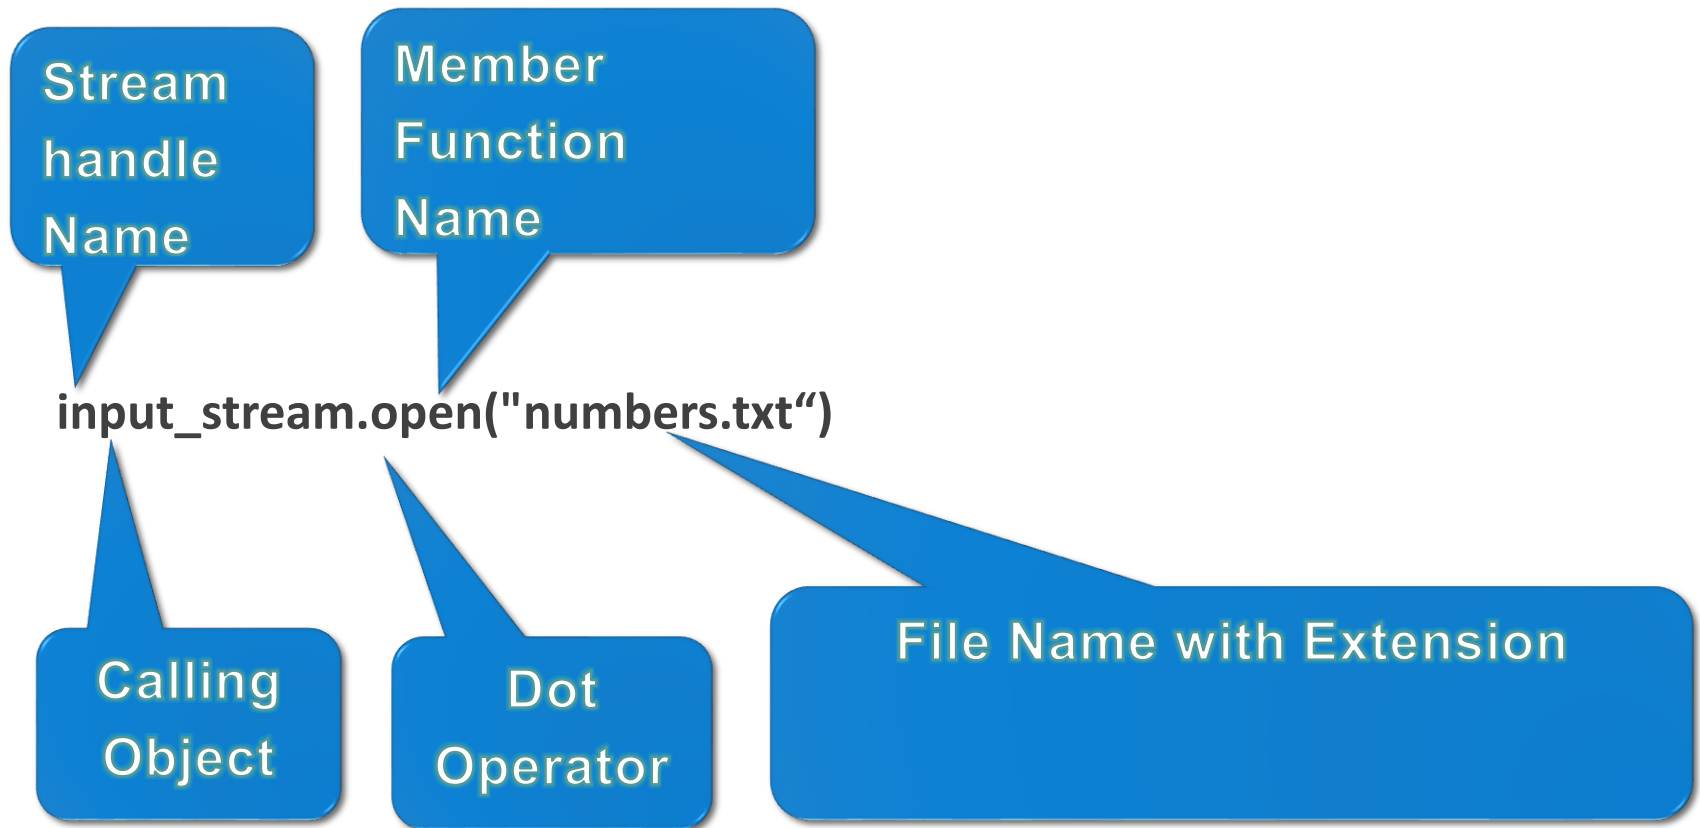 Stream
handle
Name
Member
Function
Name
input_stream.open("numbers.txt“)
Calling
Object
Dot
Operator
File Name with Extension